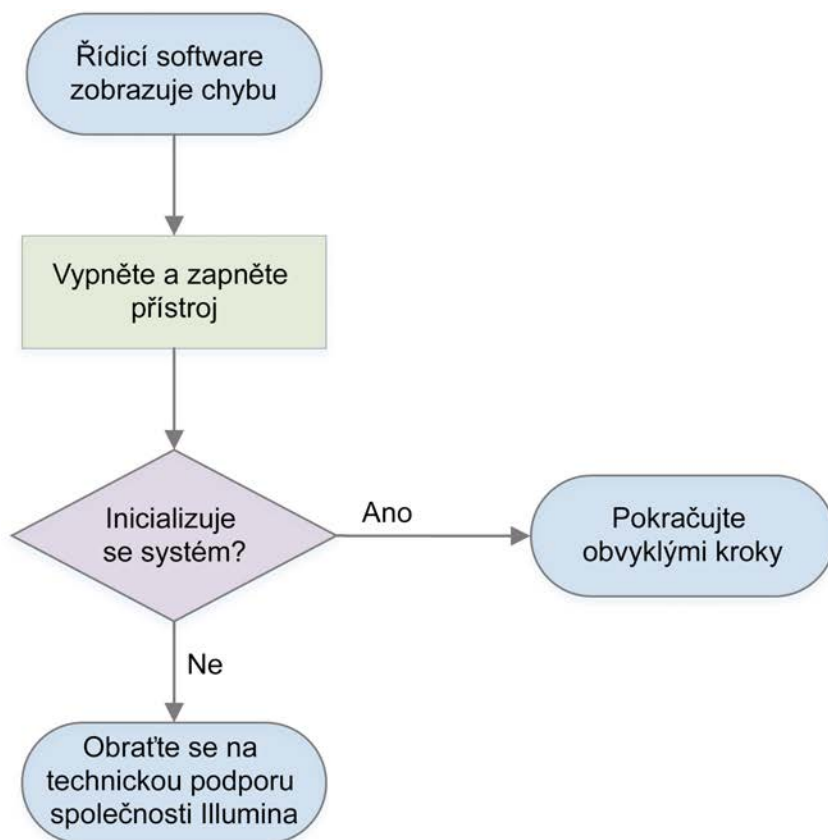 Řídicí software
zobrazuje chybu
Vypněte a zapněte
přístroj
Inicializuje
se systém?
Ano
Pokračujte
obvyklými kroky
Ne
Obraťte se na
technickou podporu
společnosti Illumina